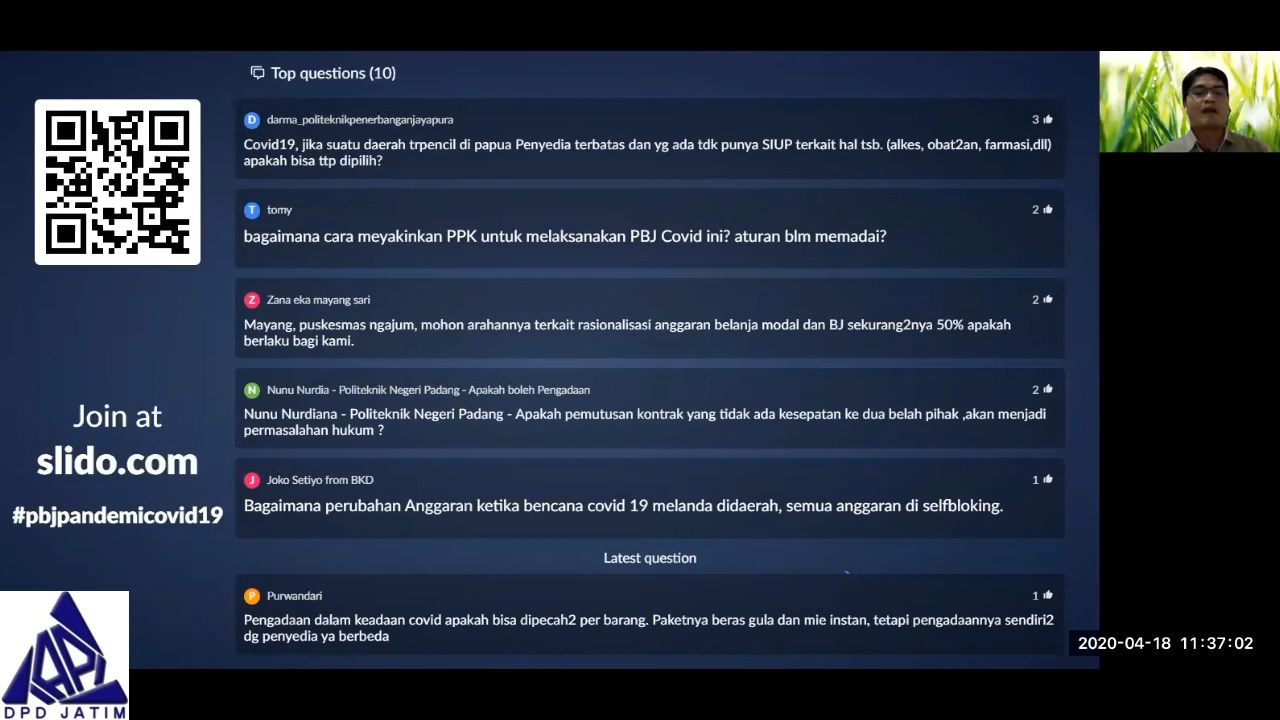 Top questions (10)
D darma_politeknikpenerbanganjayapura 3
Covid19, jika suatu daerah trpencil di papua Penyedia terbatas dan yg ada tdk punya SIUP terkait hal tsb. (alkes, obat2an, farmasi,dll)
apakah bisa ttp dipilih?
T tomy 2
bagaimana cara meyakinkan PPK untuk melaksanakan PBJ Covid ini? aturan blm memadai?
Z Zana eka mayang sari 2
Mayang, puskesmas ngajum, mohon arahannya terkait rasionalisasi anggaran belanja modal dan BJ sekurang2nya 50% apakah
berlaku bagi kami.
N Nunu Nurdia - Politeknik Negeri Padang - Apakah boleh Pengadaan 2
Nunu Nurdiana - Politeknik Negeri Padang - Apakah pemutusan kontrak yang tidak ada kesepatan ke dua belah pihak ,akan menjadi
permasalahan hukum ?
J Joko Setiyo from BKD 1
Bagaimana perubahan Anggaran ketika bencana covid 19 melanda didaerah, semua anggaran di selfbloking.
Latest question
P Purwandari 1
Pengadaan dalam keadaan covid apakah bisa dipecah2 per barang. Paketnya beras gula dan mie instan, tetapi pengadaannya sendiri2
dg penyedia ya berbeda
Join at
slido.com
#pbjpandemicovid19
DPD JATIM
2020-04-18 11:37:02